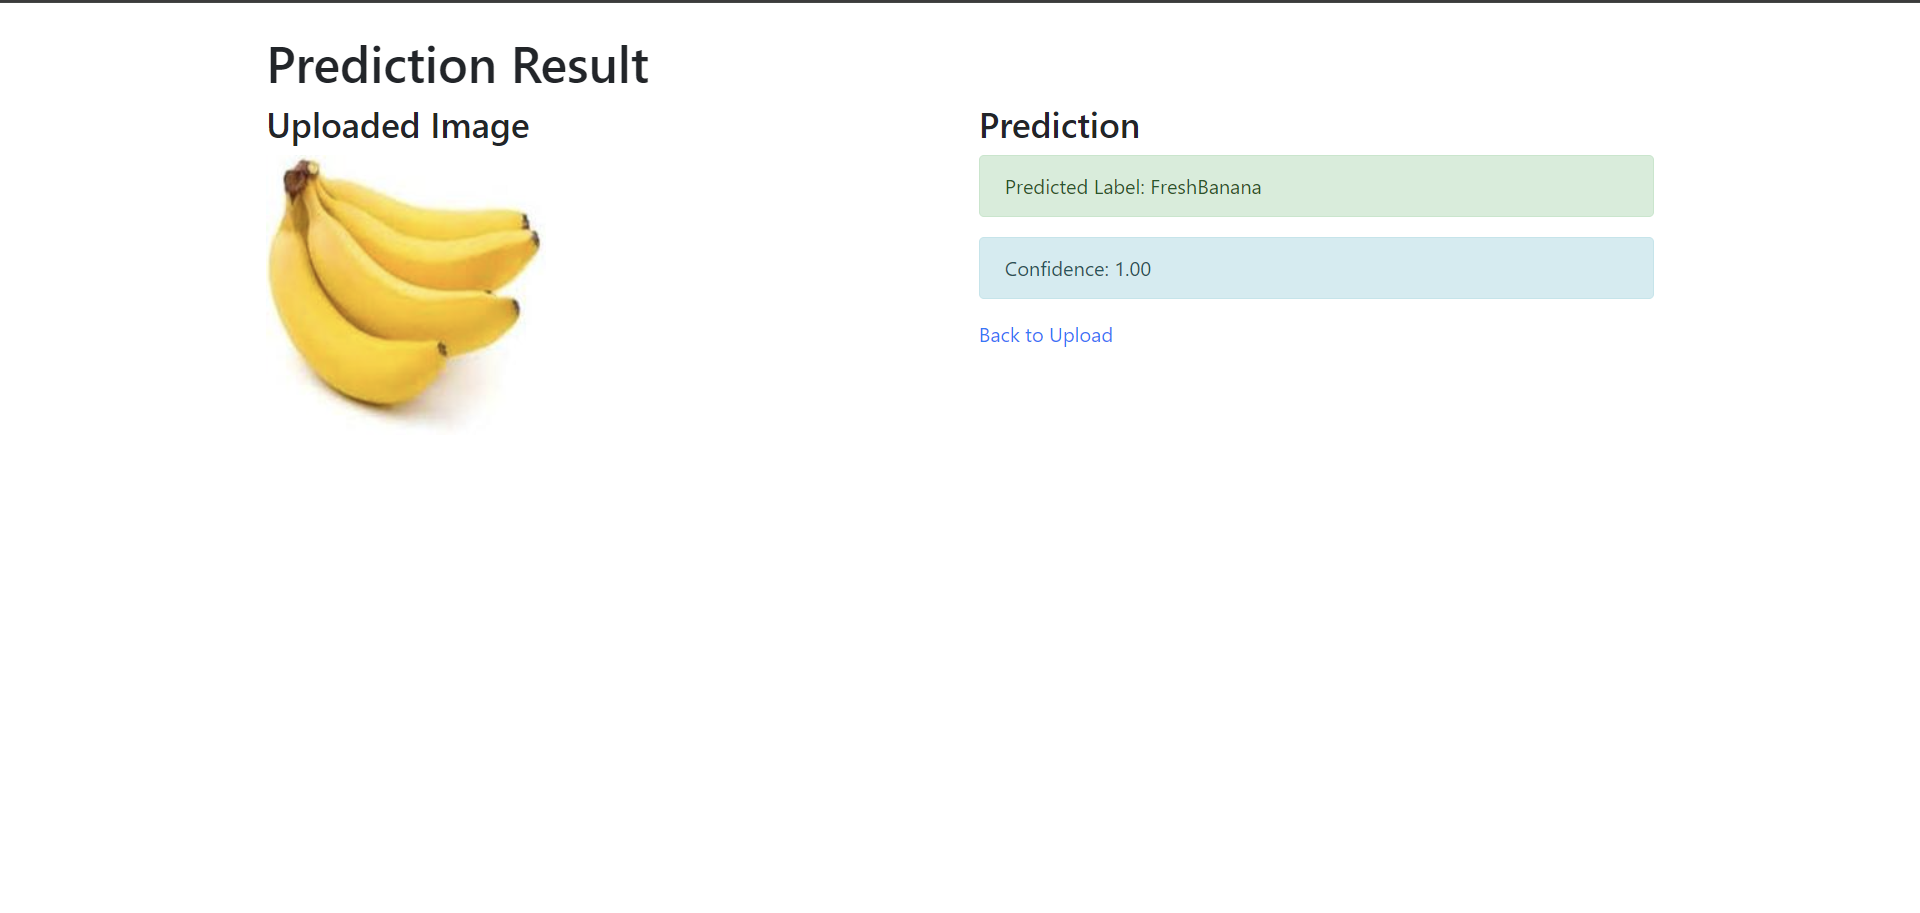 Prediction Result
Uploaded Image
Prediction
Predicted Label: FreshBanana
Confidence: 1.00
Back to Upload